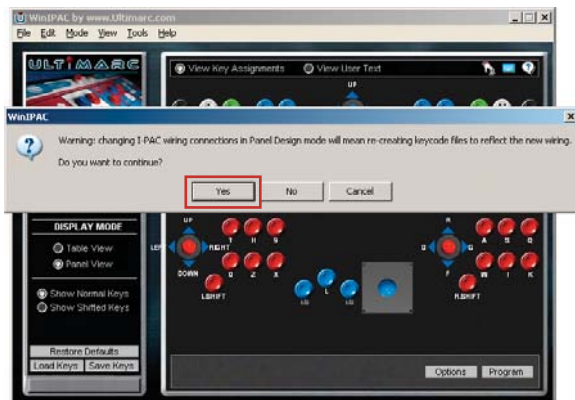 WinIPAC by www.Ultimarc.com
File Edit Mode View Tools Help
ULTIMARC
View Key Assignments View User Text
UP
WinIPAC
Warning: changing I-PAC wiring connections in Panel Design mode will mean re-creating keycode files to reflect the new wiring.
Do you want to continue?
Yes No Cancel
DISPLAY MODE
Table View
Panel View
Show Normal Keys
Show Shifted Keys
Restore Defaults
Load Keys Save Keys
UP
RIGHT
DOWN
L.SHIFT
Q Z X
L
R
A S Q
D G
F
W I K
R.SHIFT
Options Program